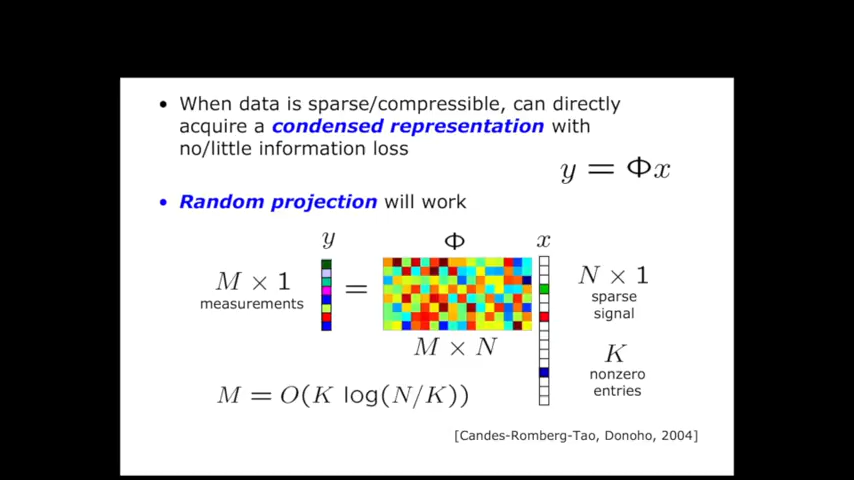 • When data is sparse/compressible, can directly
acquire a condensed representation with
no/little information loss
y = Φx
• Random projection will work
y Φ x
M × 1
measurements
=
N × 1
sparse
signal
M × N
K
nonzero
entries
M = O(K log(N/K))
[Candes-Romberg-Tao, Donoho, 2004]